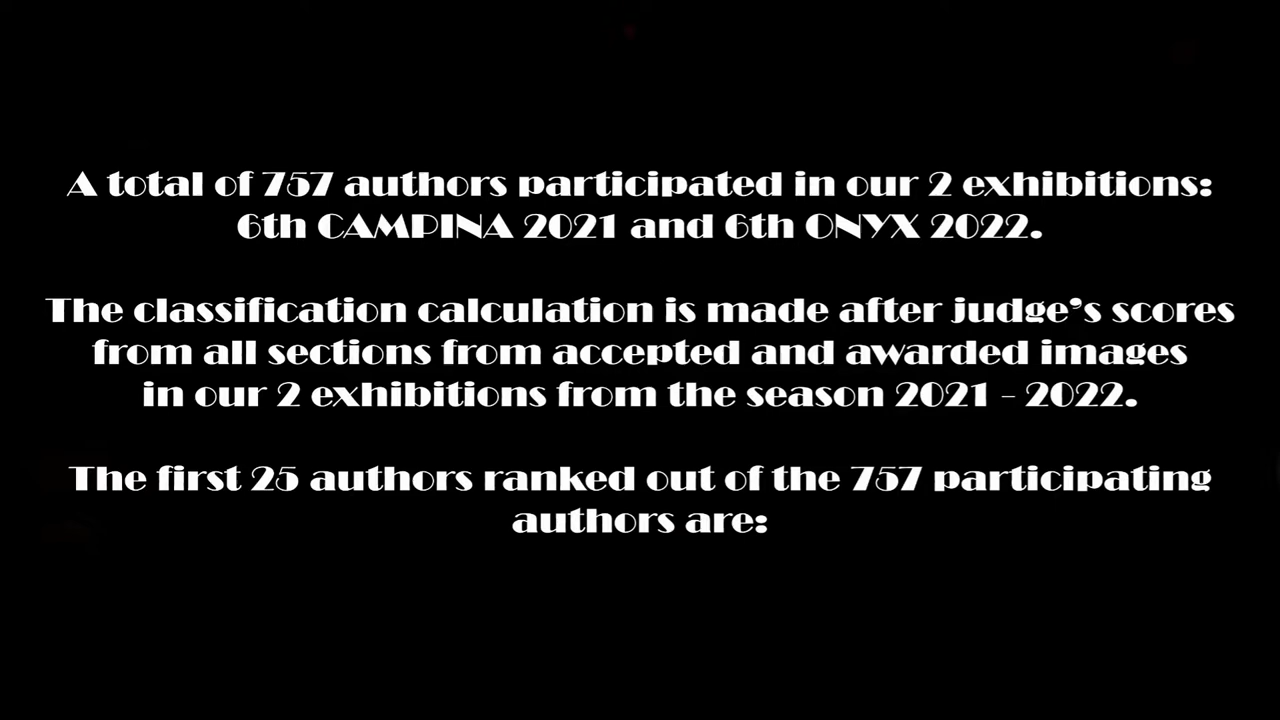 A total of 757 authors participated in our 2 exhibitions:
6th CAMPINA 2021 and 6th ONYX 2022.
The classification calculation is made after judge's scores
from all sections from accepted and awarded images
in our 2 exhibitions from the season 2021 - 2022.
The first 25 authors ranked out of the 757 participating
authors are: